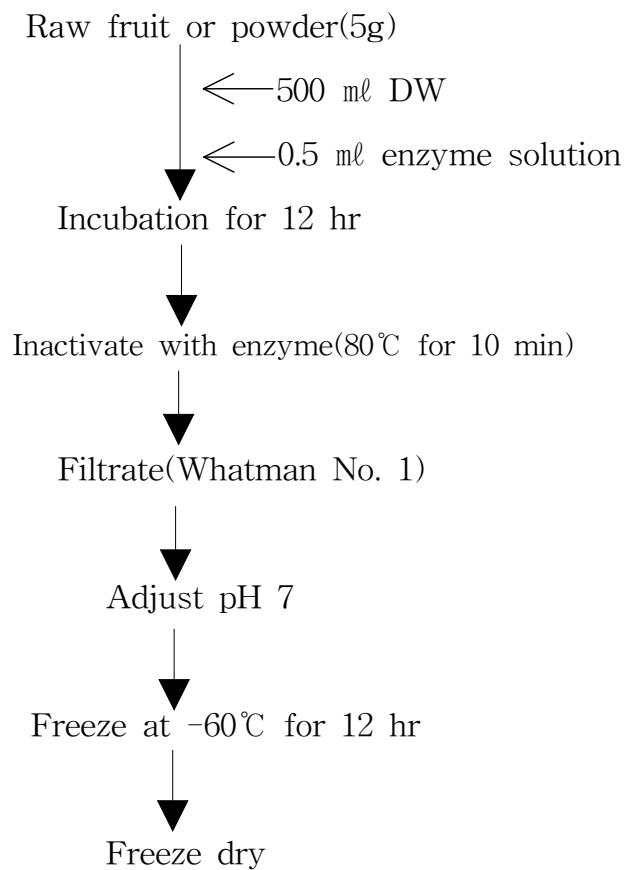 Raw fruit or powder(5g)
500 ㎖ DW
0.5 ㎖ enzyme solution
Incubation for 12 hr
Inactivate with enzyme(80℃ for 10 min)
Filtrate(Whatman No. 1)
Adjust pH 7
Freeze at -60℃ for 12 hr
Freeze dry